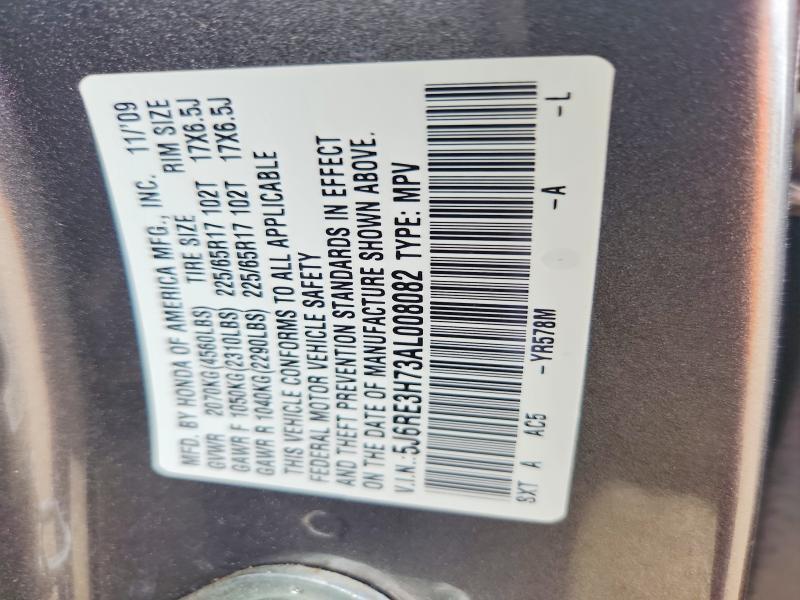 MFD. BY HONDA OF AMERICA MFG., INC. 11/'09
GVWR 2070KG(4560LBS) TIRE SIZE RIM SIZE
GAWR F 1050KG(2310LBS) 225/65R17 102T 17X6.5J
GAWR R 1040KG(2290LBS) 225/65R17 102T 17X6.5J
THIS VEHICLE CONFORMS TO ALL APPLICABLE
FEDERAL MOTOR VEHICLE SAFETY
AND THEFT PREVENTION STANDARDS IN EFFECT
ON THE DATE OF MANUFACTURE SHOWN ABOVE.
V.I.N.:5J6RE3H73AL008082 TYPE: MPV
SXT A AC5 -YR578M -A -L